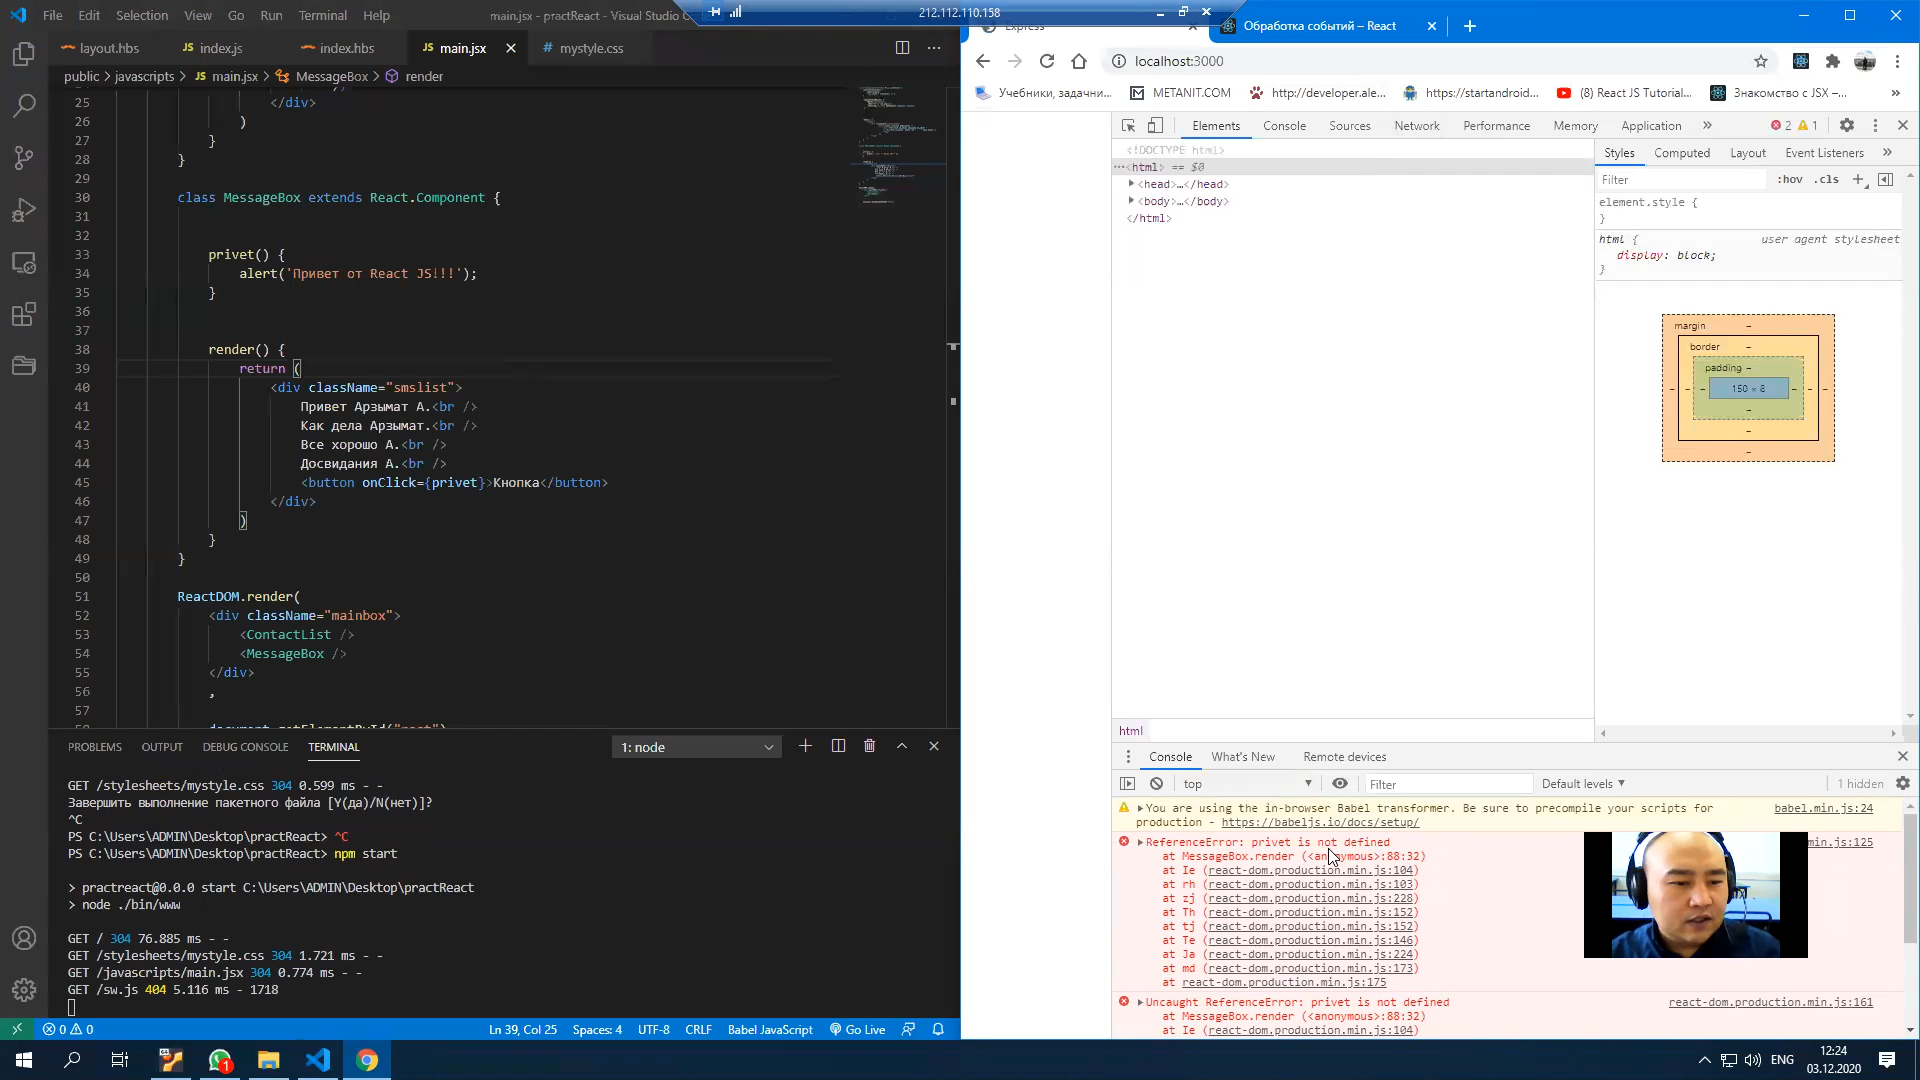 File Edit Selection View Go Run Terminal Help
main.jsx - practReact - Visual Studio C
212.112.110.158
layout.hbs
JS index.js
index.hbs
JS main.jsx
# mystyle.css
public > javascripts > JS main.jsx > MessageBox > render
25 </div>
26 )
27 }
28 }
29
30 class MessageBox extends React.Component {
31
32
33 privet() {
34 alert('Привет от React JS!!!');
35 }
36
37
38 render() {
39 return (
40 <div className="smslist">
41 Привет Арзымат А.<br />
42 Как дела Арзымат.<br />
43 Все хорошо А.<br />
44 Досвидания А.<br />
45 <button onClick={privet}>Кнопка</button>
46 </div>
47 )
48 }
49 }
50
51 ReactDOM.render(
52 <div className="mainbox">
53 <ContactList />
54 <MessageBox />
55 </div>
56 ,
57
PROBLEMS OUTPUT DEBUG CONSOLE TERMINAL
1: node
GET /stylesheets/mystyle.css 304 0.599 ms - -
Завершить выполнение пакетного файла [Y(да)/N(нет)]?
^C
PS C:\Users\ADMIN\Desktop\practReact> ^C
PS C:\Users\ADMIN\Desktop\practReact> npm start
> practreact@0.0.0 start C:\Users\ADMIN\Desktop\practReact
> node ./bin/www
GET / 304 76.885 ms - -
GET /stylesheets/mystyle.css 304 1.721 ms - -
GET /javascripts/main.jsx 304 0.774 ms - -
GET /sw.js 404 5.116 ms - 1718
0 0
Ln 39, Col 25 Spaces: 4 UTF-8 CRLF Babel JavaScript Go Live
Express
Обработка событий – React
localhost:3000
Учебники, задачни...
METANIT.COM
http://developer.ale...
https://startandroid...
(8) React JS Tutorial...
Знакомство с JSX –...
»
Elements Console Sources Network Performance Memory Application » 2 1
<!DOCTYPE html>
<html> == $0
<head>…</head>
<body>…</body>
</html>
html
Styles Computed Layout Event Listeners »
Filter :hov .cls +
element.style {
}
html { user agent stylesheet
display: block;
}
margin –
border –
padding –
– – – 150 × 8 – – –
–
–
–
Console What's New Remote devices
top Filter Default levels 1 hidden
You are using the in-browser Babel transformer. Be sure to precompile your scripts for production - https://babeljs.io/docs/setup/ babel.min.js:24
ReferenceError: privet is not defined min.js:125
at MessageBox.render (<anonymous>:88:32)
at Ie (react-dom.production.min.js:104)
at rh (react-dom.production.min.js:103)
at zj (react-dom.production.min.js:228)
at Th (react-dom.production.min.js:152)
at tj (react-dom.production.min.js:152)
at Te (react-dom.production.min.js:146)
at Ja (react-dom.production.min.js:224)
at md (react-dom.production.min.js:173)
at react-dom.production.min.js:175
Uncaught ReferenceError: privet is not defined react-dom.production.min.js:161
at MessageBox.render (<anonymous>:88:32)
at Ie (react-dom.production.min.js:104)
64
1
ENG
12:24
03.12.2020